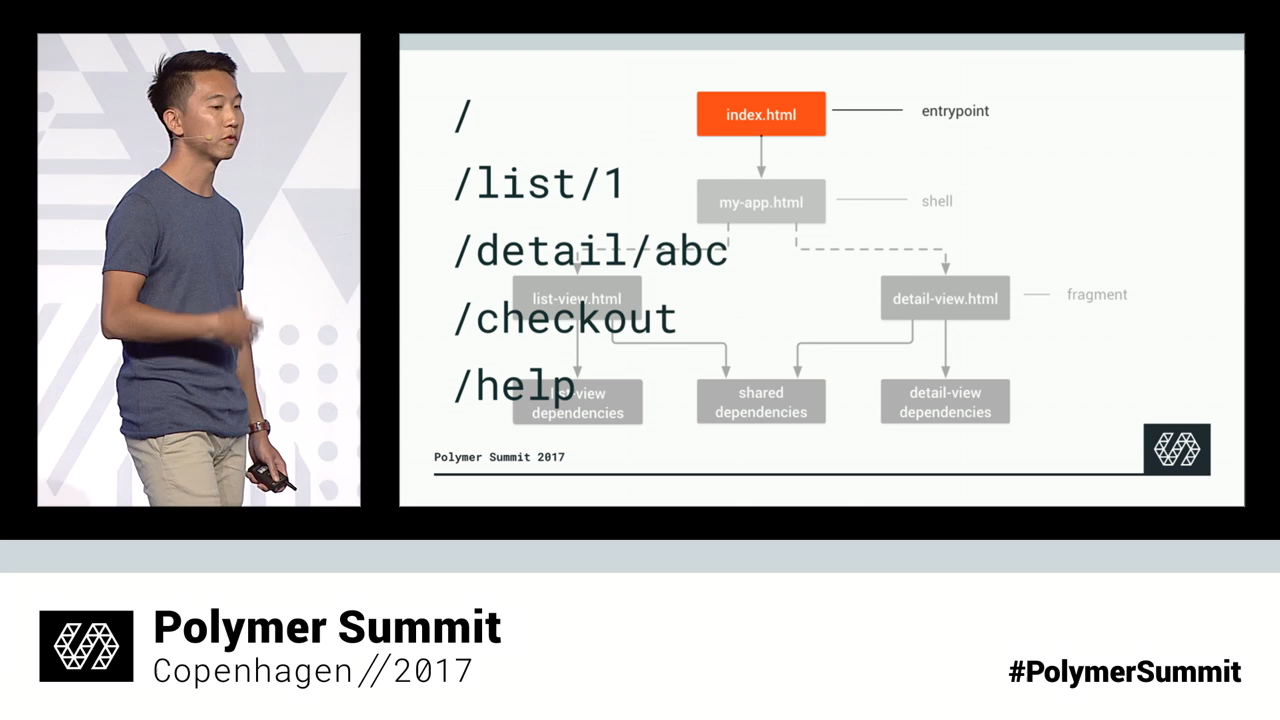 /
/list/1
/detail/abc
/checkout
/help
index.html
entrypoint
my-app.html
shell
list-view.html
detail-view.html
fragment
list-view
dependencies
shared
dependencies
detail-view
dependencies
Polymer Summit 2017
Polymer Summit
Copenhagen//2017
#PolymerSummit